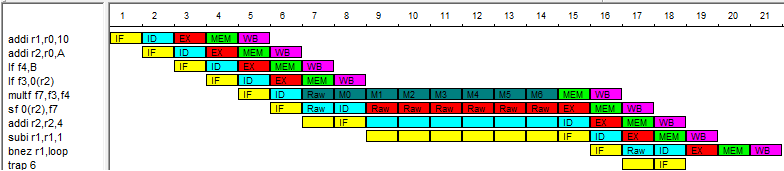 1 2 3 4 5 6 7 8 9 10 11 12 13 14 15 16 17 18 19 20 21
addi r1,r0,10 IF ID EX MEM WB
addi r2,r0,A IF ID EX MEM WB
lf f4,B IF ID EX MEM WB
lf f3,0(r2) IF ID EX MEM WB
multf f7,f3,f4 IF ID Raw M0 M1 M2 M3 M4 M5 M6 MEM WB
sf 0(r2),f7 IF Raw ID Raw Raw Raw Raw Raw Raw EX MEM WB
addi r2,r2,4 IF ID EX MEM WB
subi r1,r1,1 IF ID EX MEM WB
bnez r1,loop IF Raw ID EX MEM WB
trap 6 IF